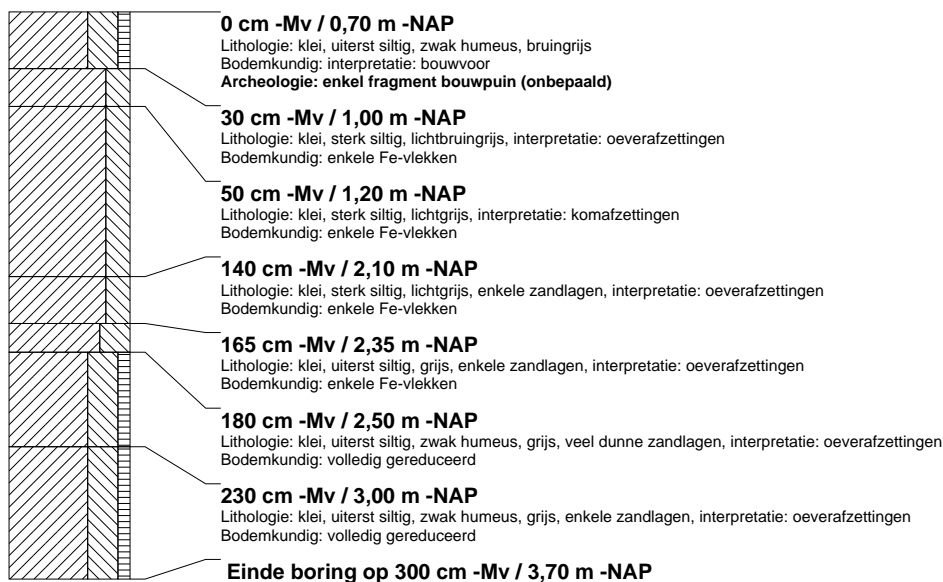 0 cm -Mv / 0,70 m -NAP
Lithologie: klei, uiterst siltig, zwak humeus, bruingrijs
Bodemkundig: interpretatie: bouwvoor
Archeologie: enkel fragment bouwpuin (onbepaald)
30 cm -Mv / 1,00 m -NAP
Lithologie: klei, sterk siltig, lichtbruingrijs, interpretatie: oeverafzettingen
Bodemkundig: enkele Fe-vlekken
50 cm -Mv / 1,20 m -NAP
Lithologie: klei, sterk siltig, lichtgrijs, interpretatie: komafzettingen
Bodemkundig: enkele Fe-vlekken
140 cm -Mv / 2,10 m -NAP
Lithologie: klei, sterk siltig, lichtgrijs, enkele zandlagen, interpretatie: oeverafzettingen
Bodemkundig: enkele Fe-vlekken
165 cm -Mv / 2,35 m -NAP
Lithologie: klei, uiterst siltig, grijs, enkele zandlagen, interpretatie: oeverafzettingen
Bodemkundig: enkele Fe-vlekken
180 cm -Mv / 2,50 m -NAP
Lithologie: klei, uiterst siltig, zwak humeus, grijs, veel dunne zandlagen, interpretatie: oeverafzettingen
Bodemkundig: volledig gereduceerd
230 cm -Mv / 3,00 m -NAP
Lithologie: klei, uiterst siltig, zwak humeus, grijs, enkele zandlagen, interpretatie: oeverafzettingen
Bodemkundig: volledig gereduceerd
Einde boring op 300 cm -Mv / 3,70 m -NAP